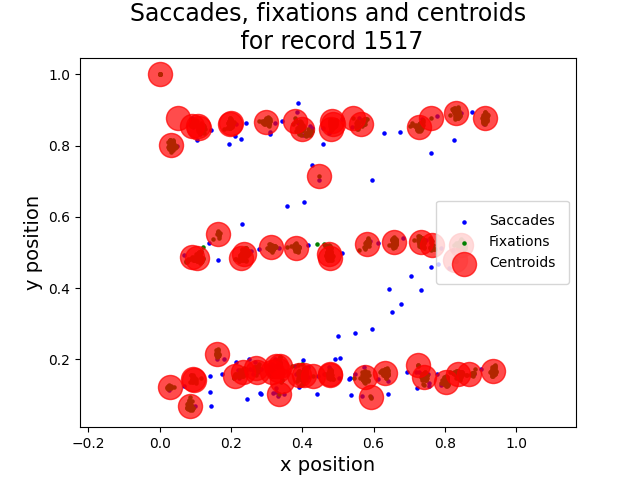 Saccades, fixations and centroids
for record 1517
1.0
0.8
0.6
0.4
0.2
y position
Saccades
Fixations
Centroids
−0.2
0.0
0.2
0.4
0.6
0.8
1.0
x position